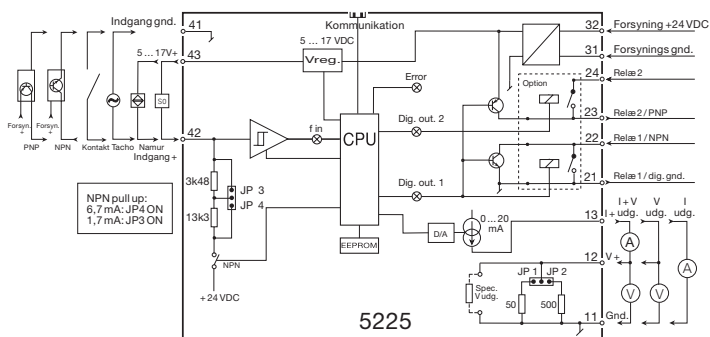 Indgang gnd.
41
Kommunikation
32
Forsyning +24 VDC
5 ... 17 VDC
5 ... 17V+
43
Vreg.
31
Forsynings gnd.
24
Relæ 2
Error
Option
S0
Forsyn.
+
Forsyn.
+
Dig. out. 2
23
Relæ 2 / PNP
PNP
NPN
Kontakt
Tacho
Namur
Indgang +
42
f in
CPU
22
Relæ 1 / NPN
Dig. out. 1
21
Relæ 1 / dig. gnd.
3k48
JP 3
JP 4
13k3
NPN pull up:
6,7 mA: JP4 ON
1,7 mA: JP3 ON
NPN
+ 24 VDC
EEPROM
D/A
0 ... 20
mA
13
I +
I + V
udg.
V
udg.
I
udg.
A
A
12
V +
JP 1
JP 2
Spec.
V udg.
50
500
V
V
11
Gnd.
5225